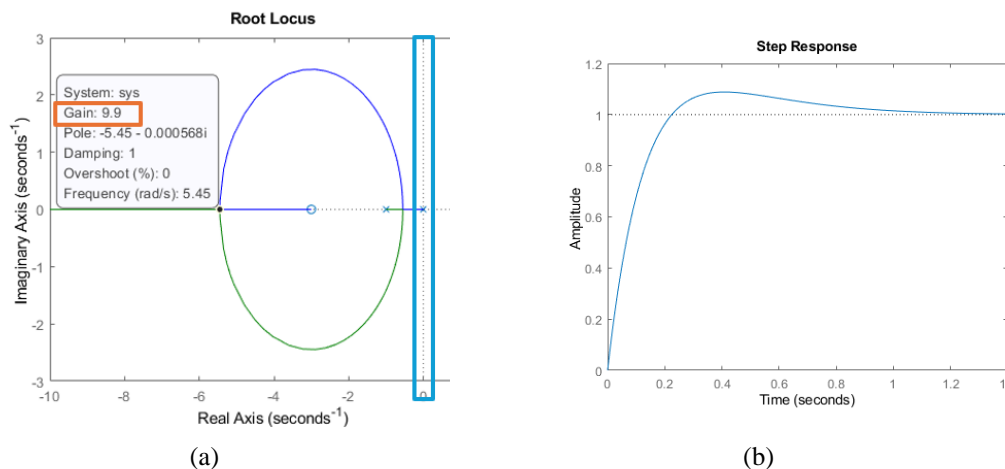 Root Locus
3
2
1
0
-1
-2
-3
Imaginary Axis (seconds⁻¹)
System: sys
Gain: 9.9
Pole: -5.45 - 0.000568i
Damping: 1
Overshoot (%): 0
Frequency (rad/s): 5.45
-10 -8 -6 -4 -2 0
Real Axis (seconds⁻¹)
(a)
Step Response
1.2
1
0.8
0.6
0.4
0.2
0
Amplitude
0 0.2 0.4 0.6 0.8 1 1.2 1.4
Time (seconds)
(b)